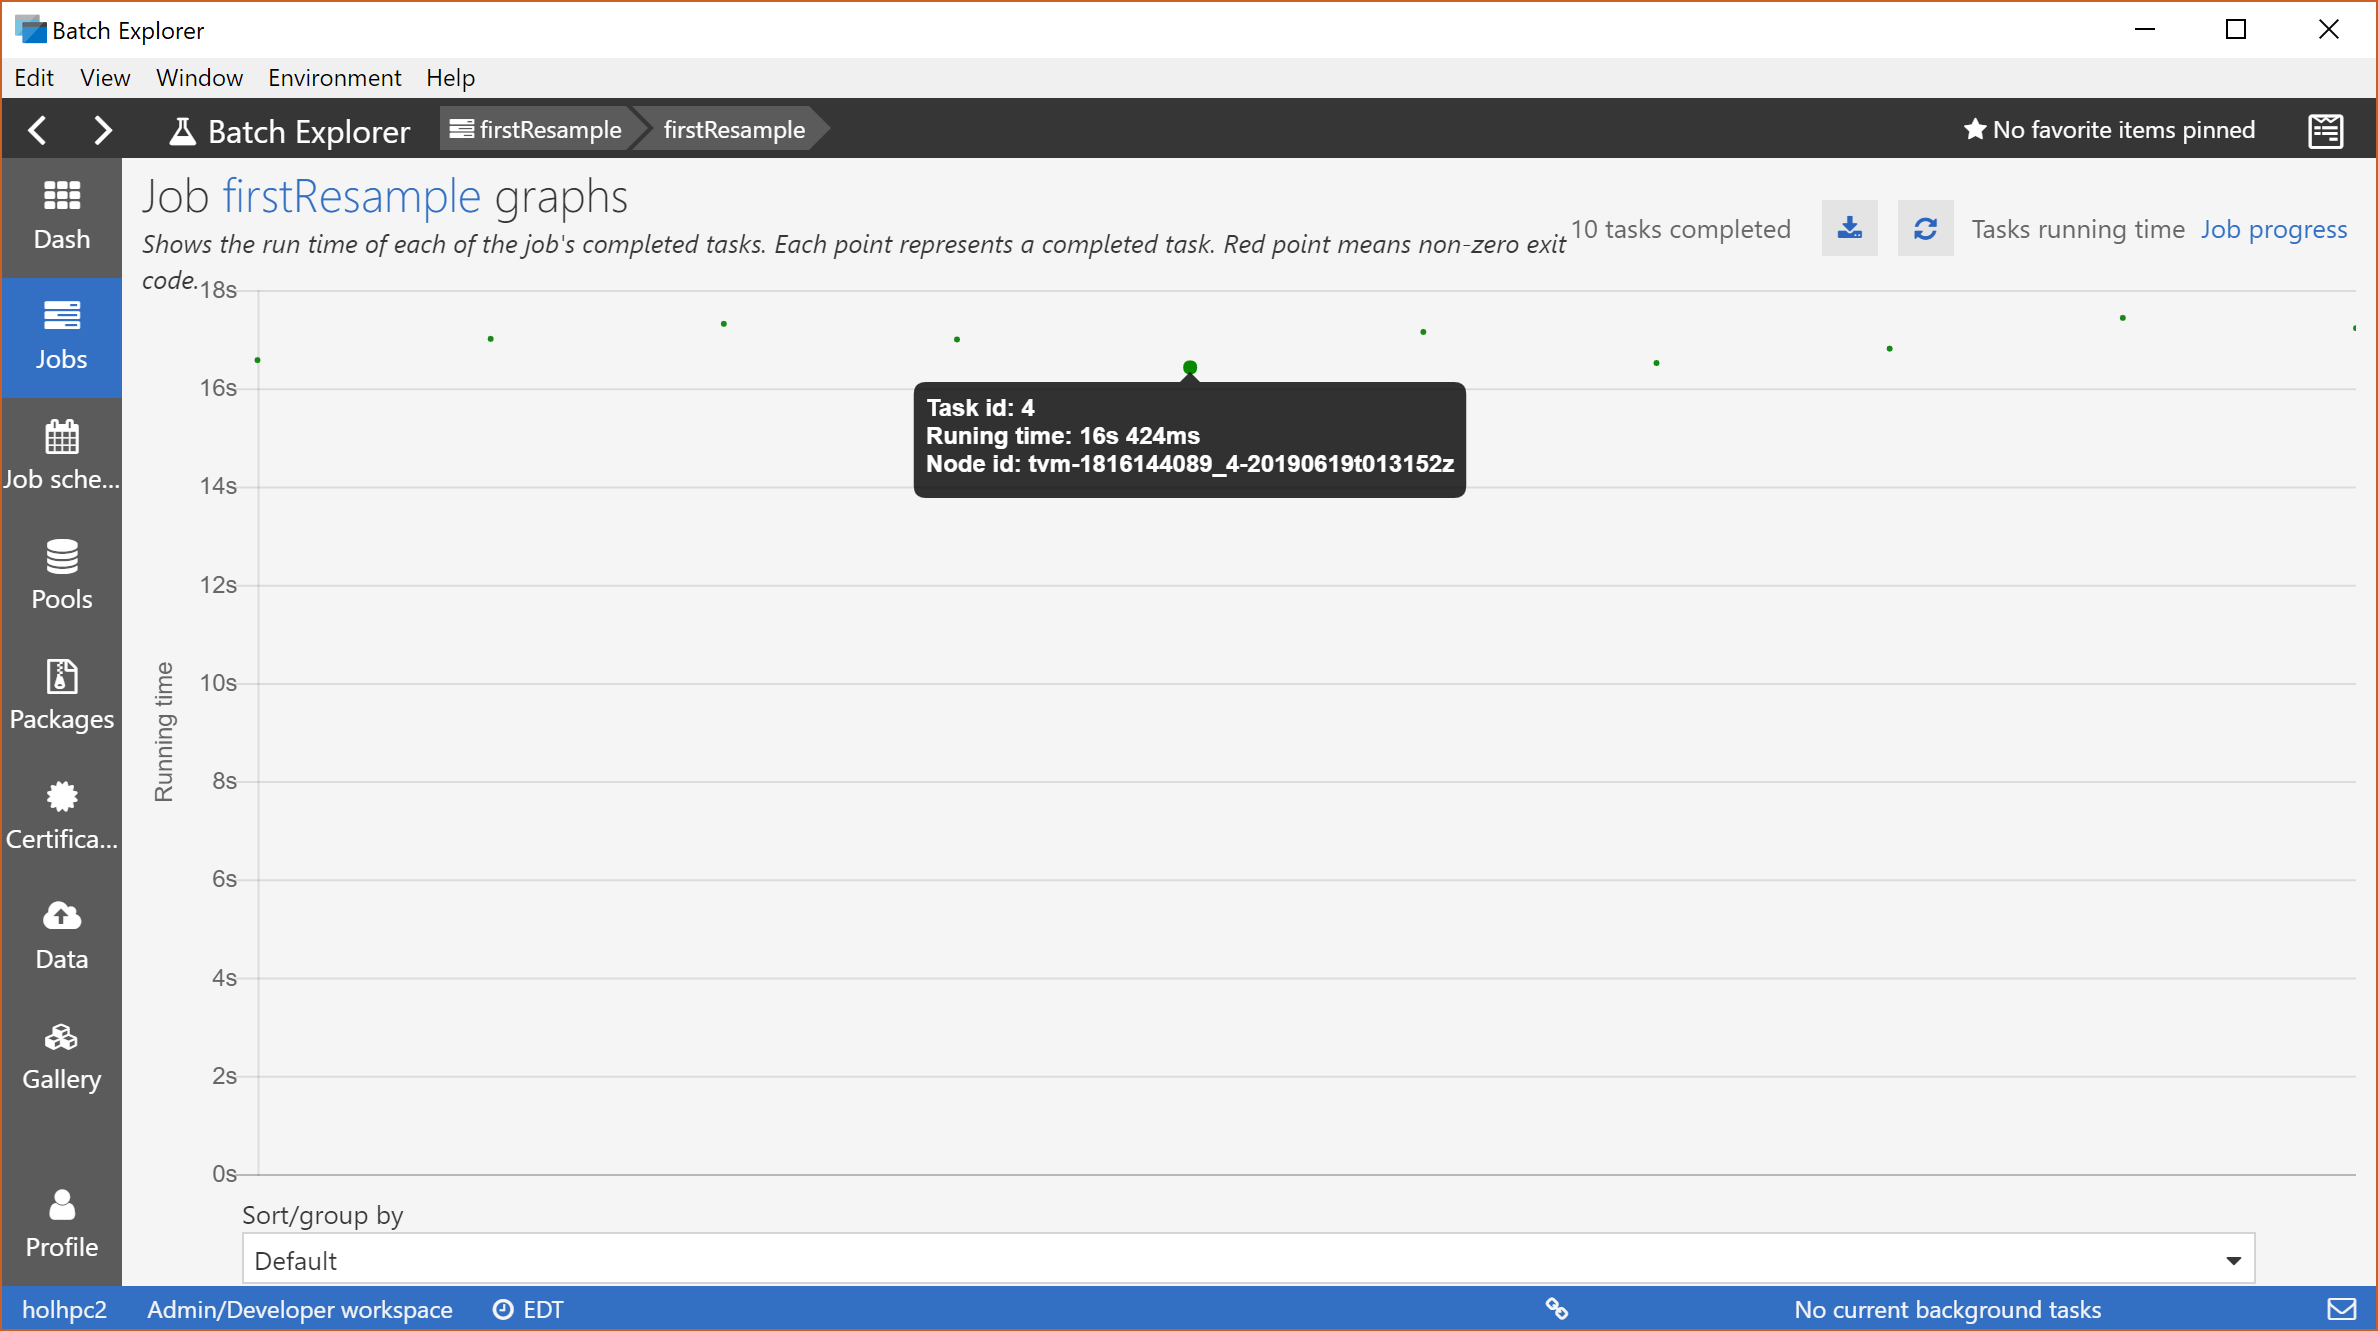 Batch Explorer
Edit View Window Environment Help
Batch Explorer firstResample firstResample No favorite items pinned
Dash
Jobs
Job sche...
Pools
Packages
Certifica...
Data
Gallery
Profile
Job firstResample graphs
Shows the run time of each of the job's completed tasks. Each point represents a completed task. Red point means non-zero exit
code.
10 tasks completed Tasks running time Job progress
18s
16s
14s
12s
10s
8s
6s
4s
2s
0s
Running time
Task id: 4
Runing time: 16s 424ms
Node id: tvm-1816144089_4-20190619t013152z
Sort/group by
Default
holhpc2 Admin/Developer workspace EDT No current background tasks